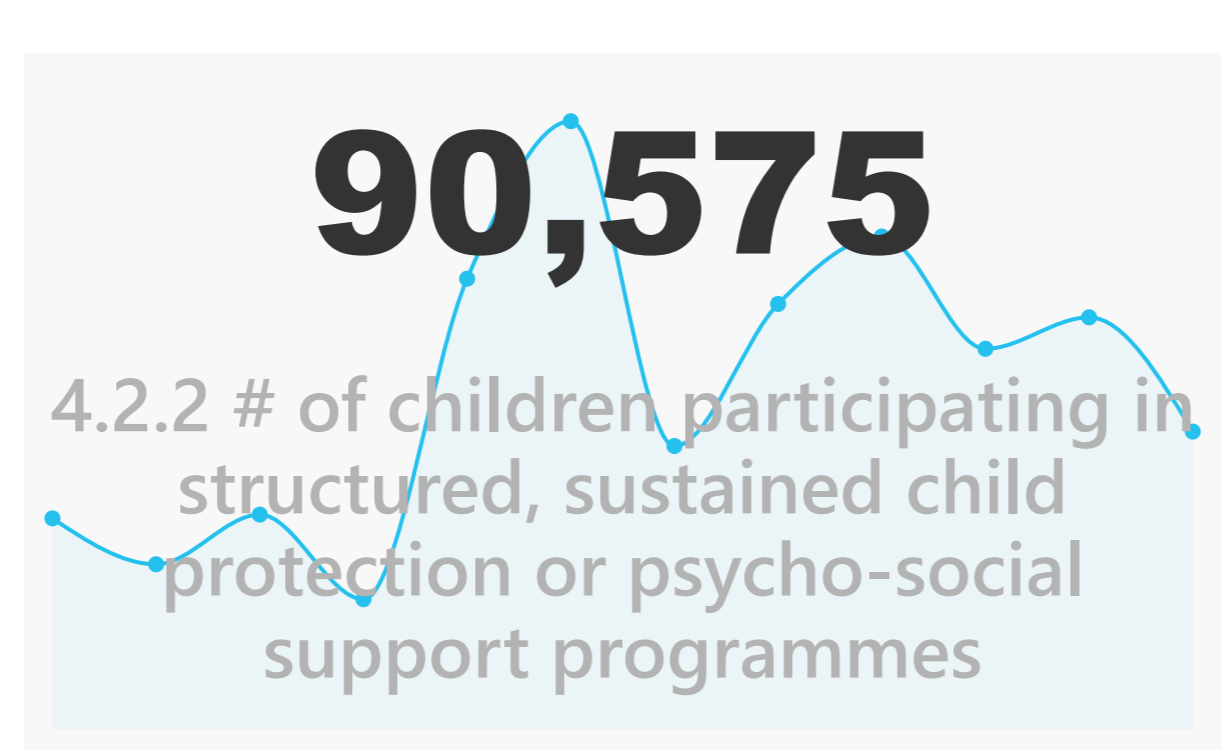 90,575
4.2.2 # of children participating in
structured, sustained child
protection or psycho-social
support programmes